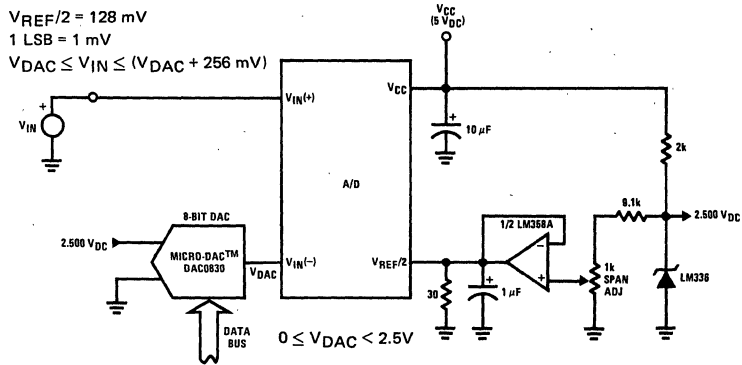 VREF/2 = 128 mV
1 LSB = 1 mV
VDAC ≤ VIN ≤ (VDAC + 256 mV)
VCC
(5 VDC)
VIN(+)
VCC
+
VIN
+
10 µF
2k
A/D
8-BIT DAC
9.1k
2.500 VDC
1/2 LM358A
2.500 VDC
MICRO-DAC™
DAC0830
VDAC
VIN(−)
VREF/2
−
+
1k
SPAN
ADJ
LM336
30
+
1 µF
DATA
BUS
0 ≤ VDAC < 2.5V